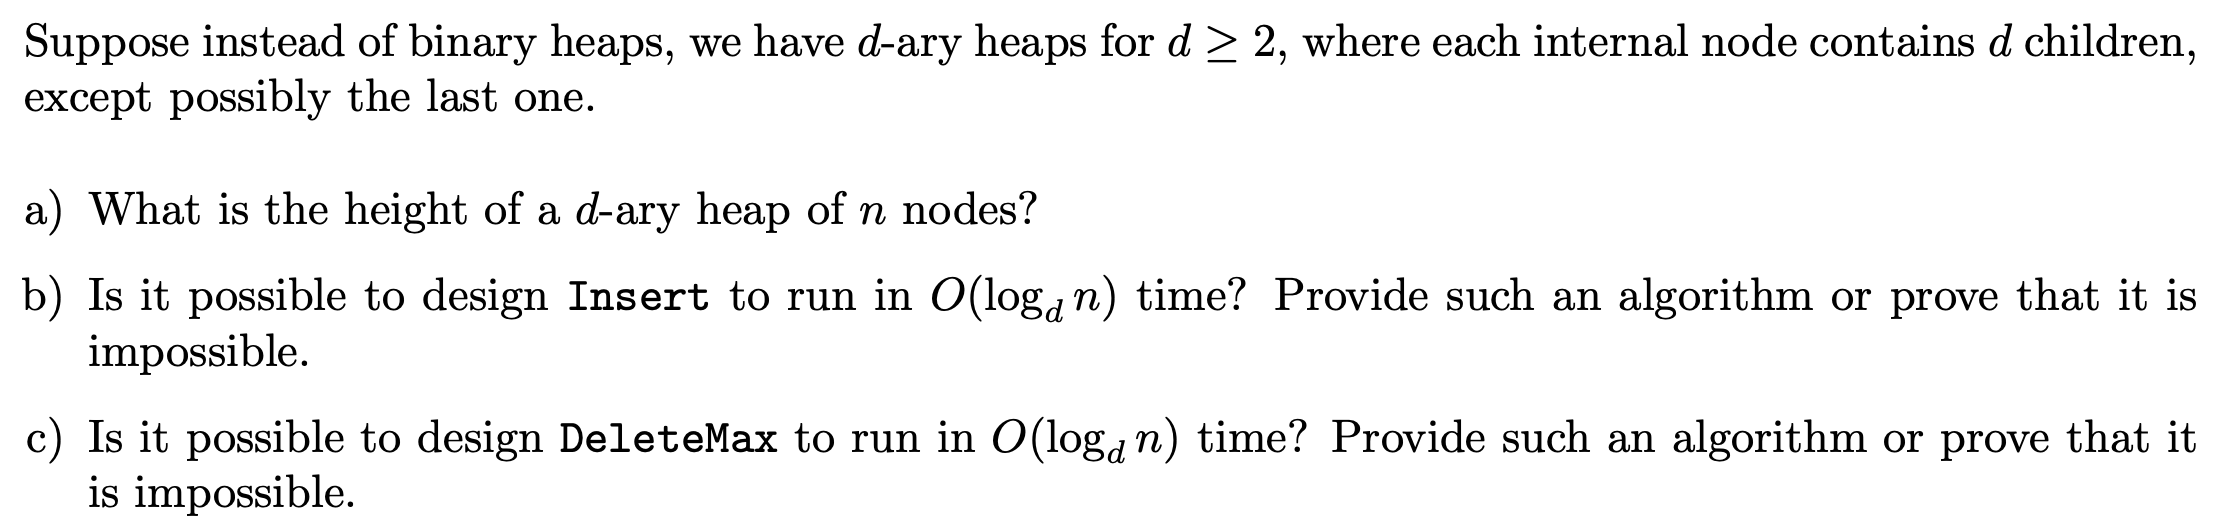 Suppose instead of binary heaps, we have d-ary heaps for d ≥ 2, where each internal node contains d children,
except possibly the last one.
a) What is the height of a d-ary heap of n nodes?
b) Is it possible to design Insert to run in O(log_d n) time? Provide such an algorithm or prove that it is
impossible.
c) Is it possible to design DeleteMax to run in O(log_d n) time? Provide such an algorithm or prove that it
is impossible.